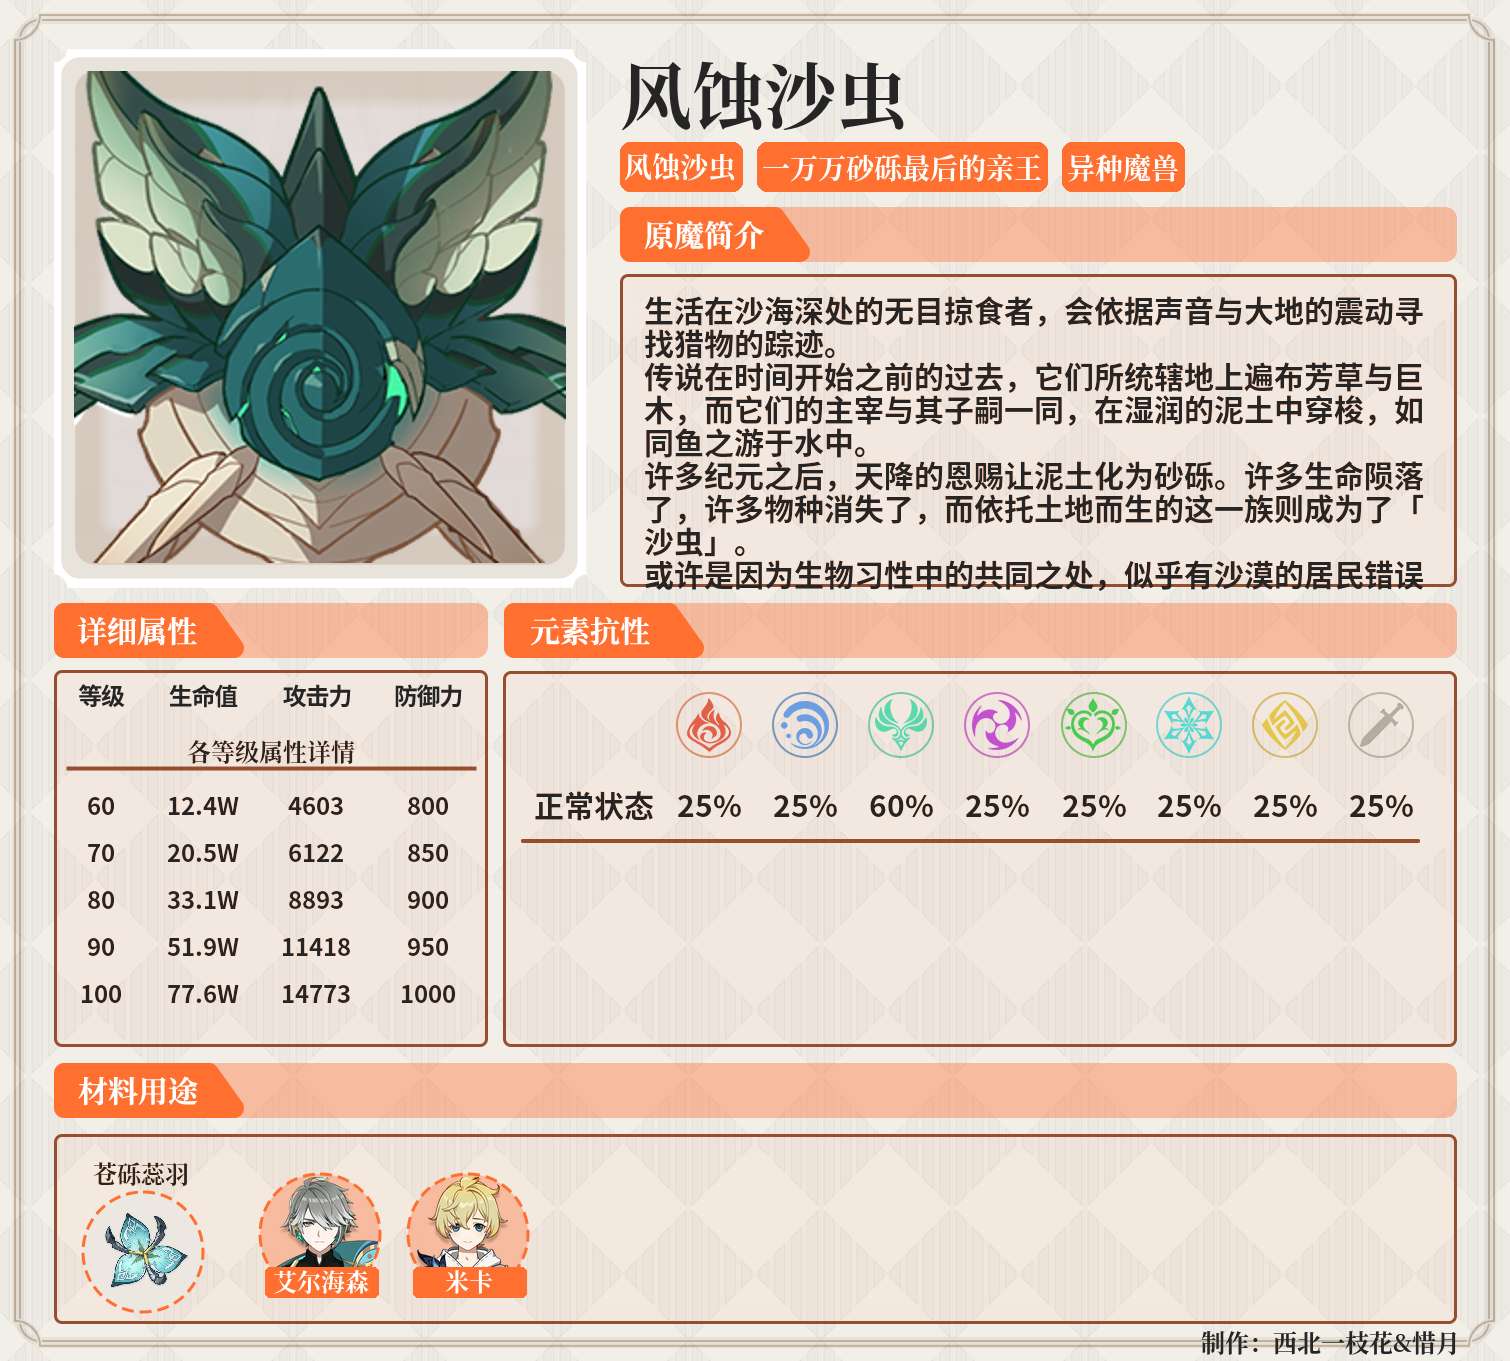 风蚀沙虫
风蚀沙虫 一万万砂砾最后的亲王 异种魔兽
原魔简介
生活在沙海深处的无目掠食者，会依据声音与大地的震动寻
找猎物的踪迹。
传说在时间开始之前的过去，它们所统辖地上遍布芳草与巨
木，而它们的主宰与其子嗣一同，在湿润的泥土中穿梭，如
同鱼之游于水中。
许多纪元之后，天降的恩赐让泥土化为砂砾。许多生命陨落
了，许多物种消失了，而依托土地而生的这一族则成为了「
沙虫」。
或许是因为生物习性中的共同之处，似乎有沙漠的居民错误
详细属性
等级 生命值 攻击力 防御力
各等级属性详情
60 12.4W 4603 800
70 20.5W 6122 850
80 33.1W 8893 900
90 51.9W 11418 950
100 77.6W 14773 1000
元素抗性
正常状态 25% 25% 60% 25% 25% 25% 25% 25%
材料用途
苍砾蕊羽
艾尔海森 米卡
制作：西北一枝花&惜月